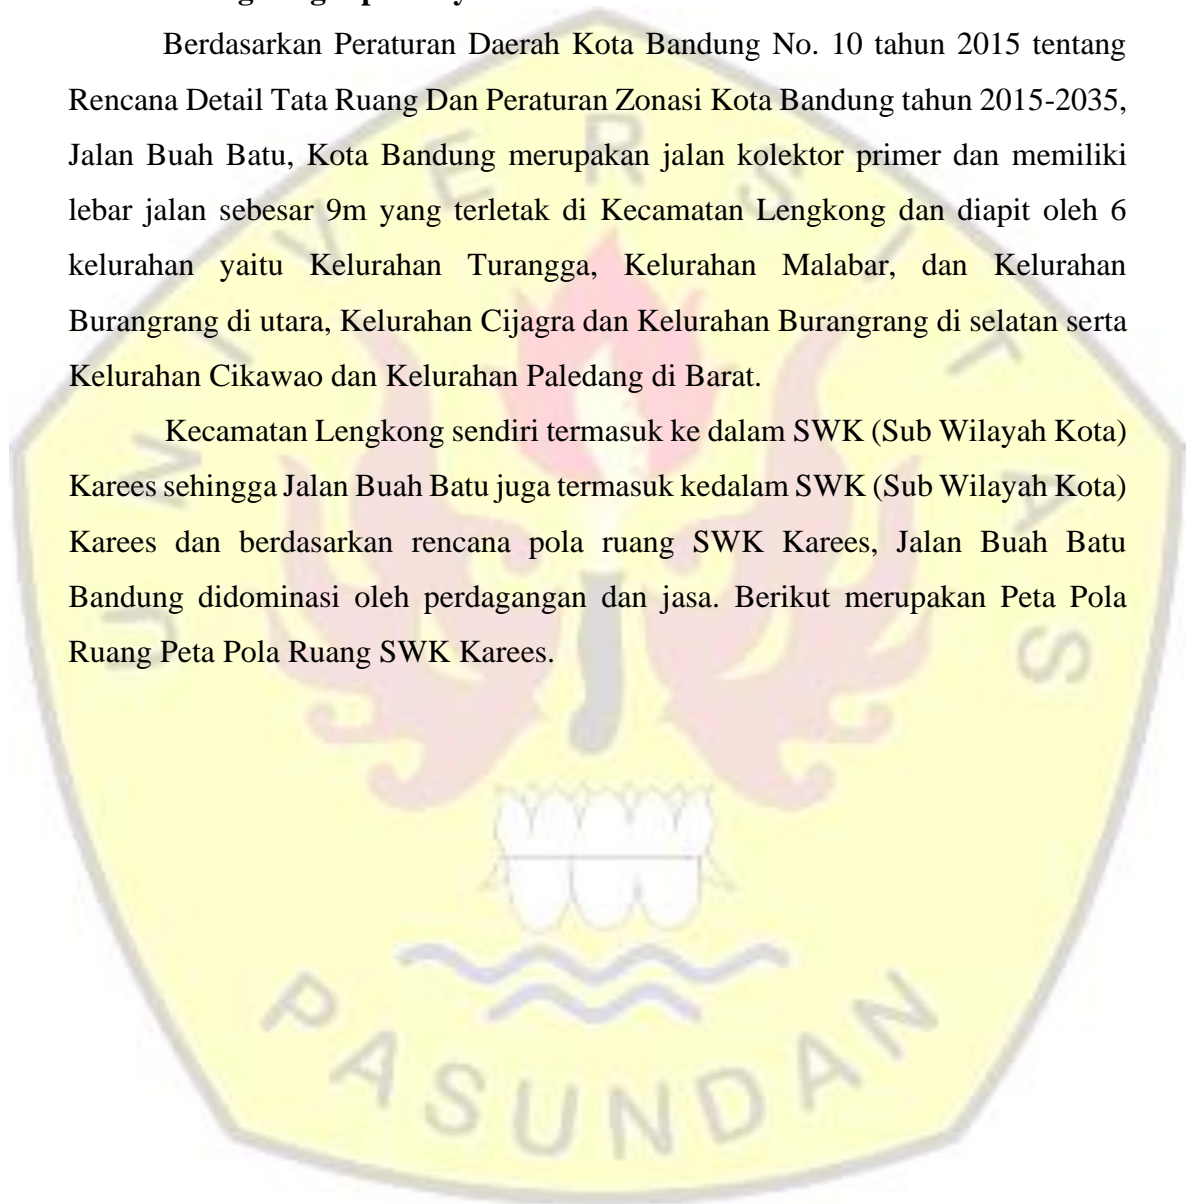 Berdasarkan Peraturan Daerah Kota Bandung No. 10 tahun 2015 tentang
Rencana Detail Tata Ruang Dan Peraturan Zonasi Kota Bandung tahun 2015-2035,
Jalan Buah Batu, Kota Bandung merupakan jalan kolektor primer dan memiliki
lebar jalan sebesar 9m yang terletak di Kecamatan Lengkong dan diapit oleh 6
kelurahan yaitu Kelurahan Turangga, Kelurahan Malabar, dan Kelurahan
Burangrang di utara, Kelurahan Cijagra dan Kelurahan Burangrang di selatan serta
Kelurahan Cikawao dan Kelurahan Paledang di Barat.
Kecamatan Lengkong sendiri termasuk ke dalam SWK (Sub Wilayah Kota)
Karees sehingga Jalan Buah Batu juga termasuk kedalam SWK (Sub Wilayah Kota)
Karees dan berdasarkan rencana pola ruang SWK Karees, Jalan Buah Batu
Bandung didominasi oleh perdagangan dan jasa. Berikut merupakan Peta Pola
Ruang Peta Pola Ruang SWK Karees.
UNIVERSITAS
PASUNDAN